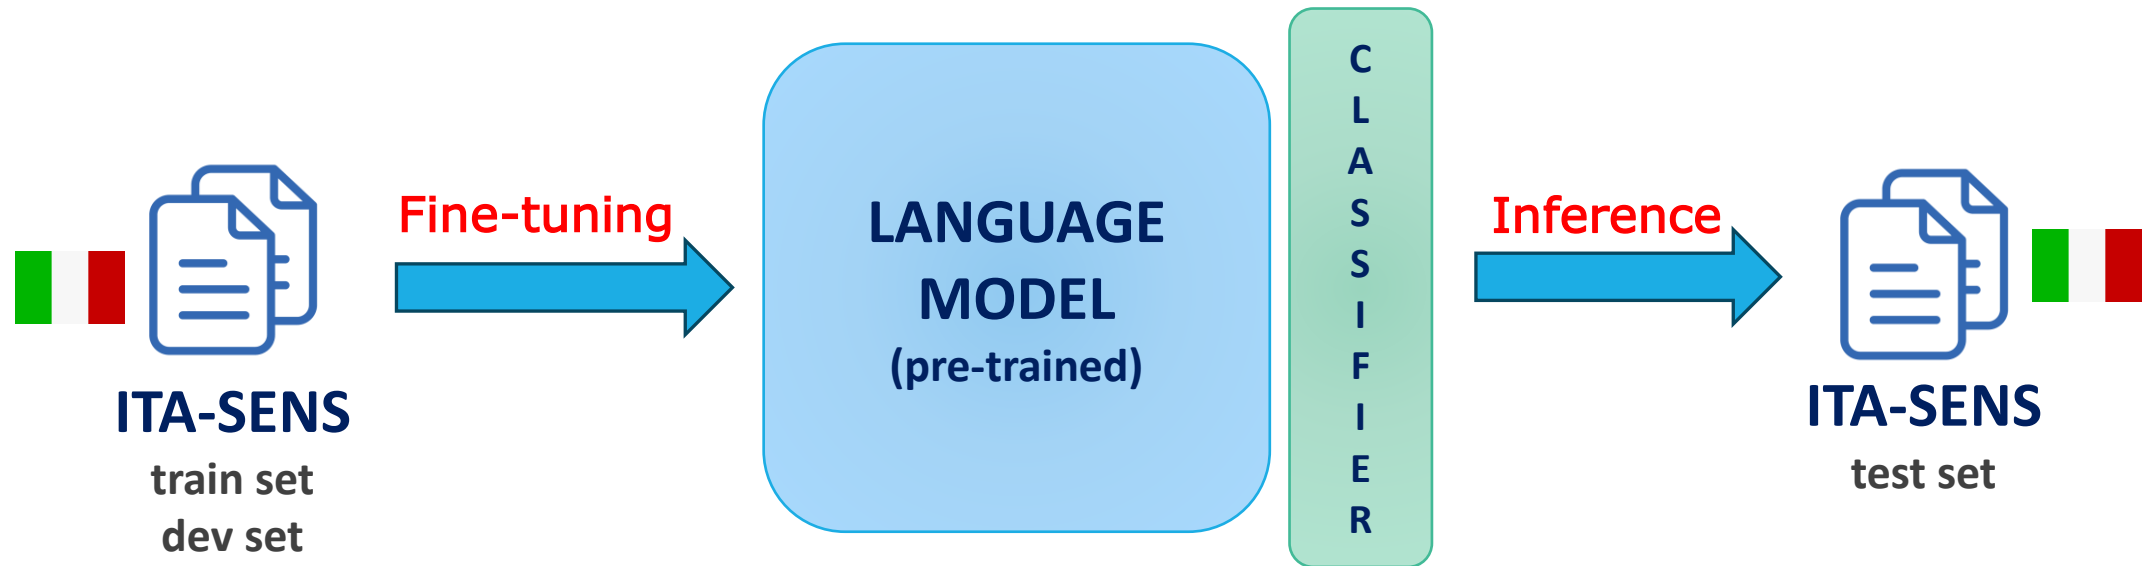 ITA-SENS
train set
dev set
Fine-tuning
LANGUAGE
MODEL
(pre-trained)
C
L
A
S
S
I
F
I
E
R
Inference
ITA-SENS
test set